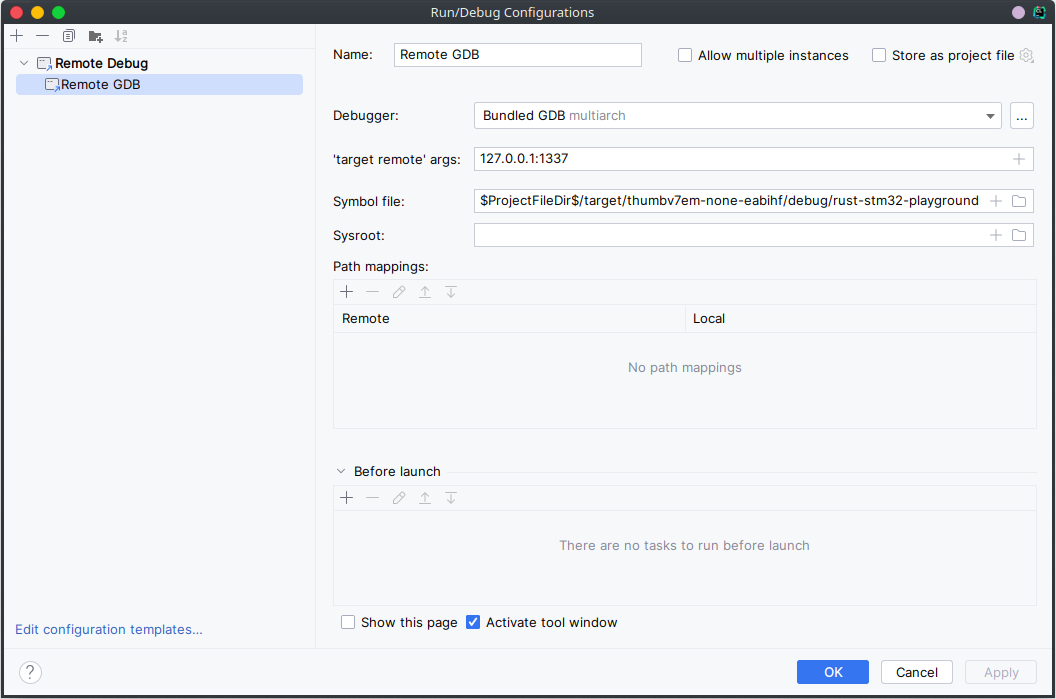 Run/Debug Configurations
Remote Debug
Remote GDB
Edit configuration templates...
Name: Remote GDB Allow multiple instances Store as project file
Debugger: Bundled GDB multiarch ...
'target remote' args: 127.0.0.1:1337
Symbol file: $ProjectFileDir$/target/thumbv7em-none-eabihf/debug/rust-stm32-playground
Sysroot:
Path mappings:
Remote Local
No path mappings
Before launch
There are no tasks to run before launch
Show this page Activate tool window
? OK Cancel Apply